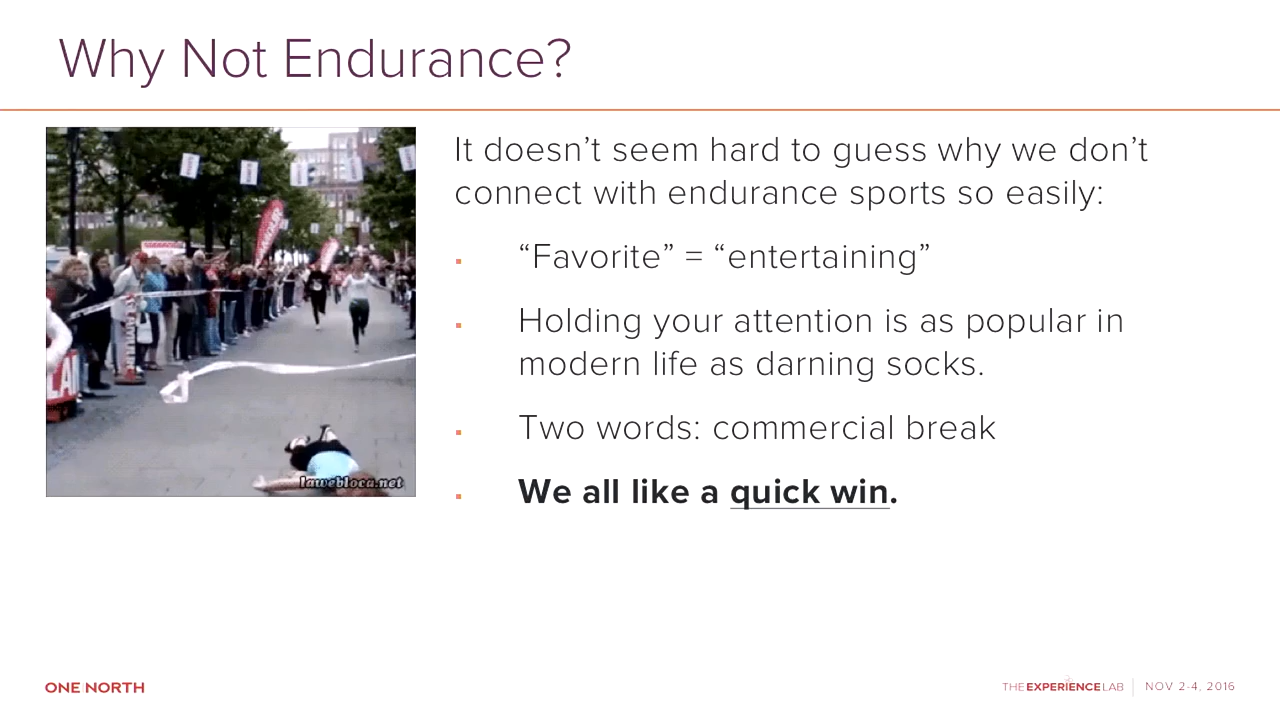 Why Not Endurance?
It doesn’t seem hard to guess why we don’t
connect with endurance sports so easily:
“Favorite” = “entertaining”
Holding your attention is as popular in
modern life as darning socks.
Two words: commercial break
We all like a quick win.
lawebloca.net
ONE NORTH
THE EXPERIENCE LAB
NOV 2-4, 2016